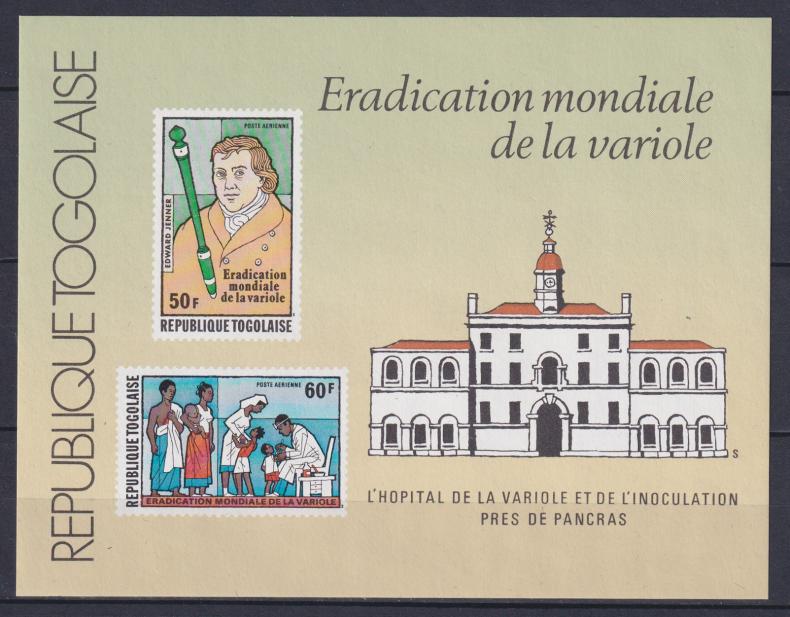 REPUBLIQUE TOGOLAISE
Eradication mondiale
de la variole
POSTE AERIENNE
EDWARD JENNER
Eradication
mondiale
de la variole
50F
REPUBLIQUE TOGOLAISE
REPUBLIQUE TOGOLAISE
POSTE AERIENNE
60F
ERADICATION MONDIALE DE LA VARIOLE
S
L'HOPITAL DE LA VARIOLE ET DE L'INOCULATION
PRES DE PANCRAS